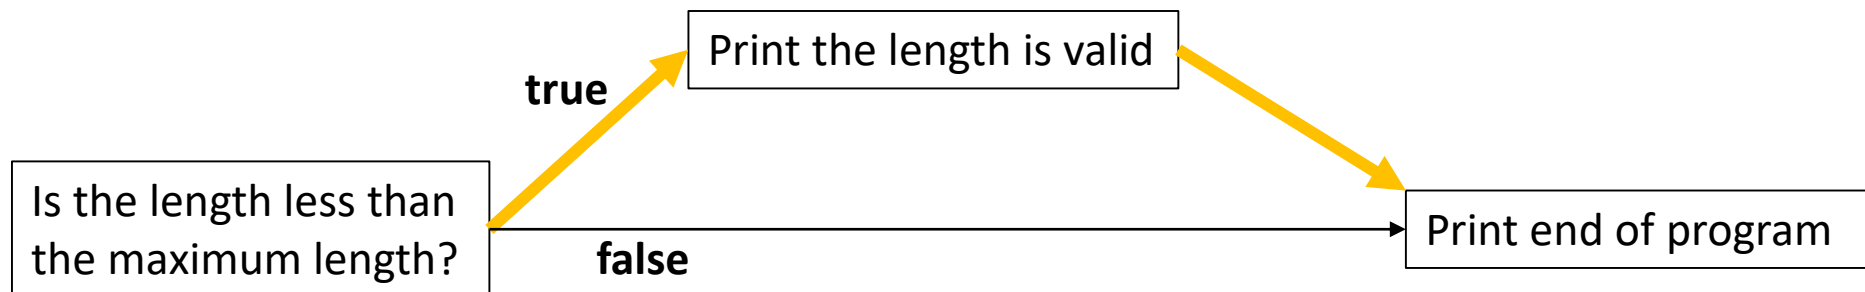 Print the length is valid
true
Is the length less than
the maximum length?
false
Print end of program